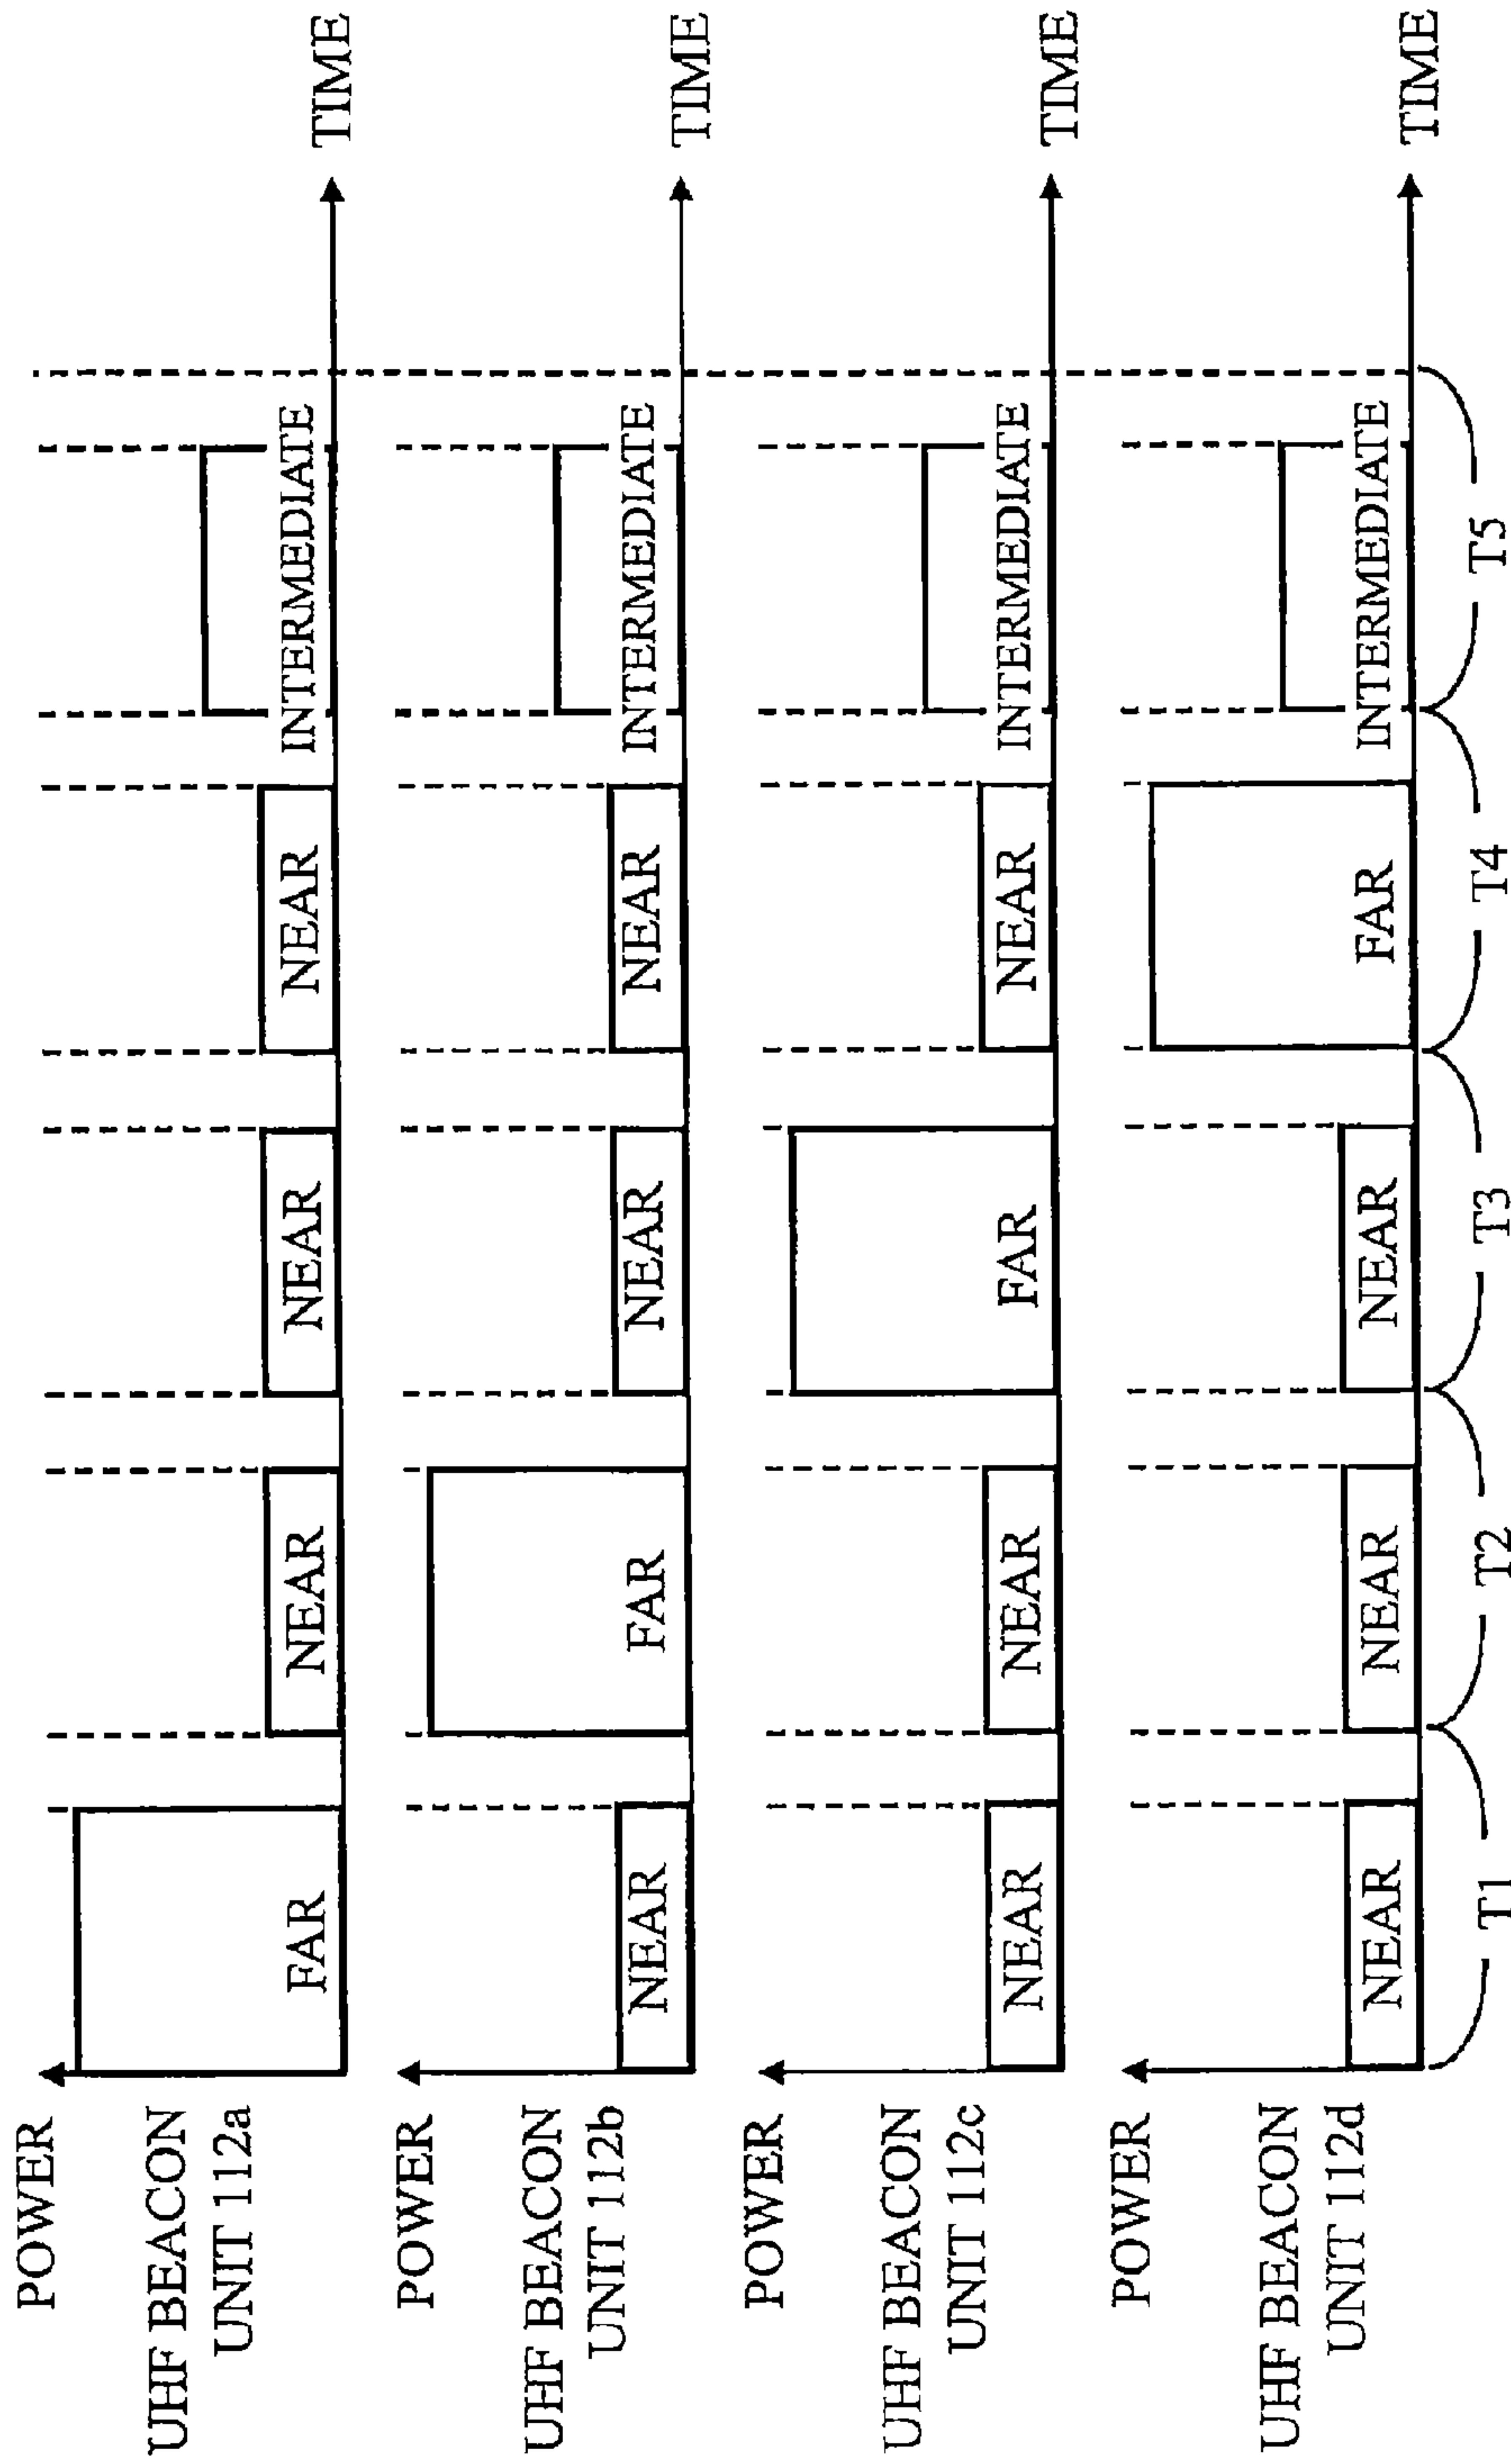 POWER
UHF BEACON
UNIT 112a
FAR
NEAR
NEAR
NEAR
INTERMEDIATE
TIME
POWER
UHF BEACON
UNIT 112b
NEAR
FAR
NEAR
NEAR
INTERMEDIATE
TIME
POWER
UHF BEACON
UNIT 112c
NEAR
NEAR
FAR
NEAR
INTERMEDIATE
TIME
POWER
UHF BEACON
UNIT 112d
NEAR
NEAR
NEAR
FAR
INTERMEDIATE
TIME
T1
T2
T3
T4
T5